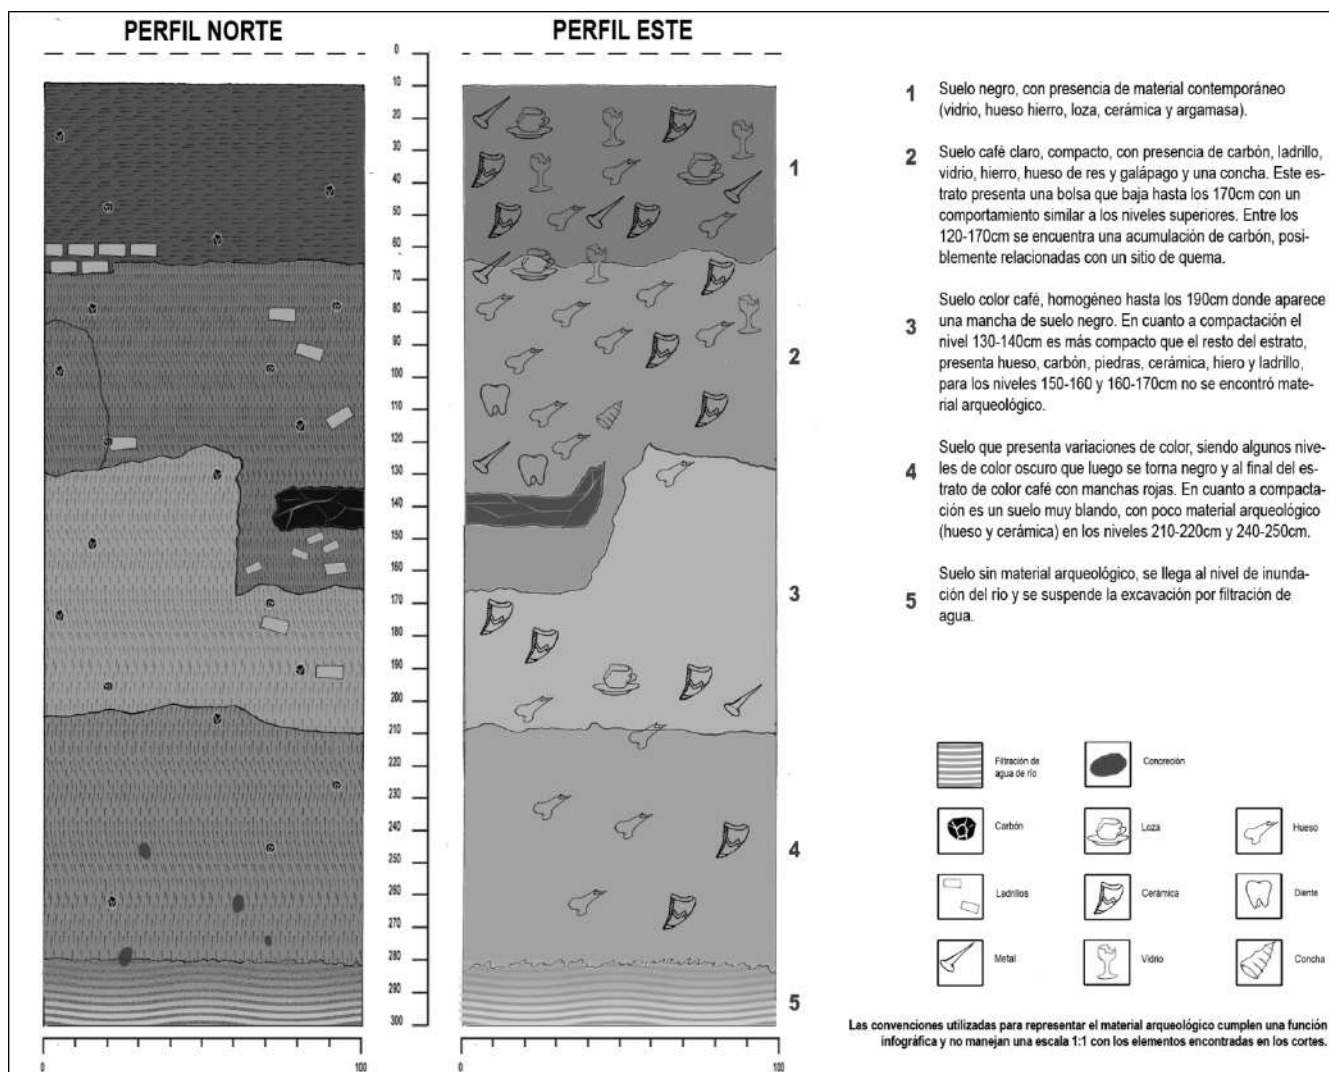 PERFIL NORTE
PERFIL ESTE
0
10
20
30
40
50
60
70
80
90
100
110
120
130
140
150
160
170
180
190
200
210
220
230
240
250
260
270
280
290
300
0
100
0
100
1
2
3
4
5
1
Suelo negro, con presencia de material contemporáneo
(vidrio, hueso hierro, loza, cerámica y argamasa).
2
Suelo café claro, compacto, con presencia de carbón, ladrillo,
vidrio, hierro, hueso de res y galápago y una concha. Este es-
trato presenta una bolsa que baja hasta los 170cm con un
comportamiento similar a los niveles superiores. Entre los
120-170cm se encuentra una acumulación de carbón, posi-
blemente relacionadas con un sitio de quema.
3
Suelo color café, homogéneo hasta los 190cm donde aparece
una mancha de suelo negro. En cuanto a compactación el
nivel 130-140cm es más compacto que el resto del estrato,
presenta hueso, carbón, piedras, cerámica, hiero y ladrillo,
para los niveles 150-160 y 160-170cm no se encontró mate-
rial arqueológico.
4
Suelo que presenta variaciones de color, siendo algunos nive-
les de color oscuro que luego se torna negro y al final del es-
trato de color café con manchas rojas. En cuanto a compacta-
ción es un suelo muy blando, con poco material arqueológico
(hueso y cerámica) en los niveles 210-220cm y 240-250cm.
5
Suelo sin material arqueológico, se llega al nivel de inunda-
ción del río y se suspende la excavación por filtración de
agua.
Filtración de
agua de río
Concreción
Carbón
Loza
Hueso
Ladrillos
Cerámica
Diente
Metal
Vidrio
Concha
Las convenciones utilizadas para representar el material arqueológico cumplen una función
infográfica y no manejan una escala 1:1 con los elementos encontradas en los cortes.